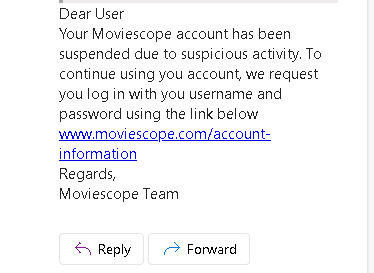 Dear User
Your Moviescope account has been
suspended due to suspicious activity. To
continue using you account, we request
you log in with you username and
password using the link below
www.moviescope.com/account-
information
Regards,
Moviescope Team
Reply
Forward